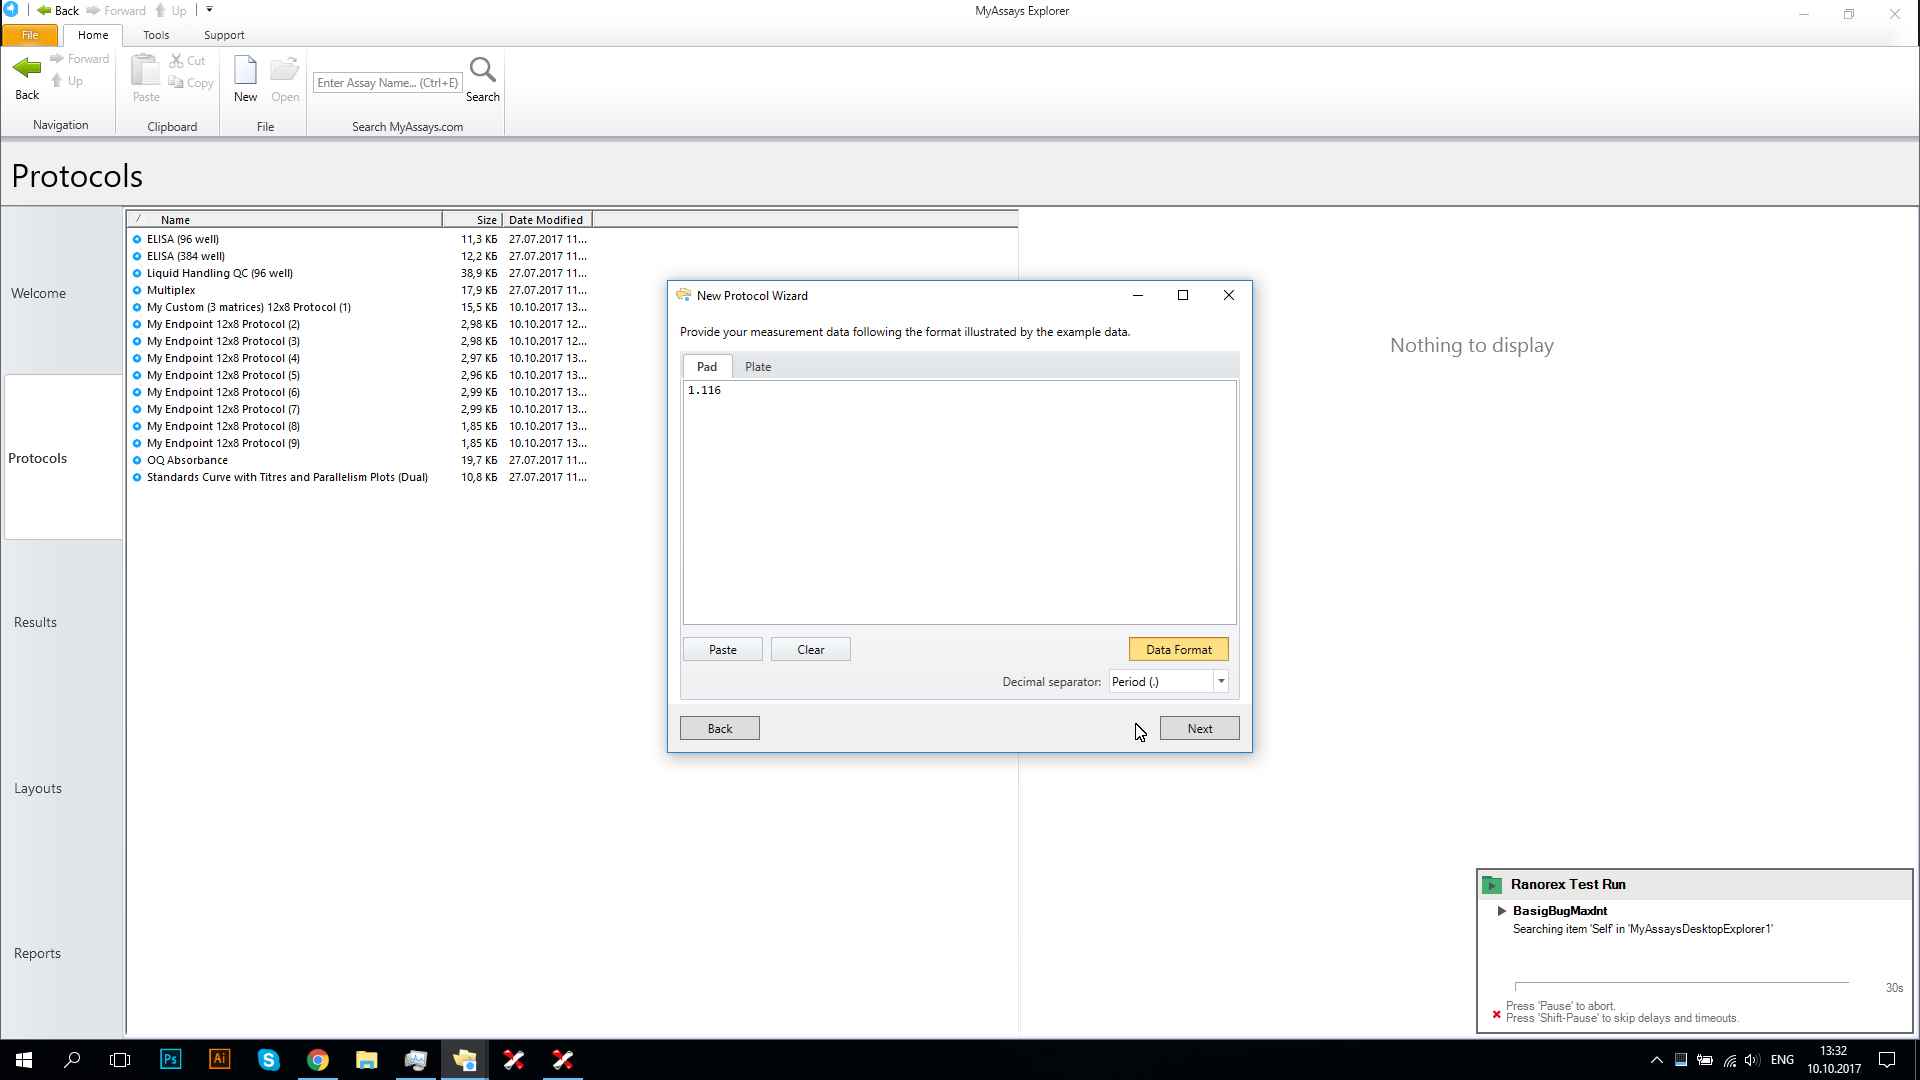 Back Forward Up
MyAssays Explorer
File Home Tools Support
Back Forward Up
Paste Cut Copy
New Open
Enter Assay Name... (Ctrl+E) Search
Navigation Clipboard File Search MyAssays.com
Protocols
Welcome
Protocols
Results
Layouts
Reports
Name Size Date Modified
ELISA (96 well) 11,3 КБ 27.07.2017 11...
ELISA (384 well) 12,2 КБ 27.07.2017 11...
Liquid Handling QC (96 well) 38,9 КБ 27.07.2017 11...
Multiplex 17,9 КБ 27.07.2017 11...
My Custom (3 matrices) 12x8 Protocol (1) 15,5 КБ 10.10.2017 13...
My Endpoint 12x8 Protocol (2) 2,98 КБ 10.10.2017 12...
My Endpoint 12x8 Protocol (3) 2,98 КБ 10.10.2017 12...
My Endpoint 12x8 Protocol (4) 2,97 КБ 10.10.2017 13...
My Endpoint 12x8 Protocol (5) 2,96 КБ 10.10.2017 13...
My Endpoint 12x8 Protocol (6) 2,99 КБ 10.10.2017 13...
My Endpoint 12x8 Protocol (7) 2,99 КБ 10.10.2017 13...
My Endpoint 12x8 Protocol (8) 1,85 КБ 10.10.2017 13...
My Endpoint 12x8 Protocol (9) 1,85 КБ 10.10.2017 13...
OQ Absorbance 19,7 КБ 27.07.2017 11...
Standards Curve with Titres and Parallelism Plots (Dual) 10,8 КБ 27.07.2017 11...
New Protocol Wizard
Provide your measurement data following the format illustrated by the example data.
Pad Plate
1.116
Paste Clear Data Format
Decimal separator: Period (.)
Back Next
Nothing to display
Ranorex Test Run
BasigBugMaxInt
Searching item 'Self' in 'MyAssaysDesktopExplorer1'
30s
Press 'Pause' to abort.
Press 'Shift-Pause' to skip delays and timeouts.
Ps Ai
ENG
13:32
10.10.2017